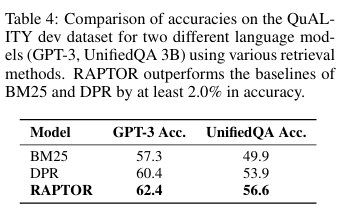 Table 4: Comparison of accuracies on the QuAL-
ITY dev dataset for two different language mod-
els (GPT-3, UnifiedQA 3B) using various retrieval
methods. RAPTOR outperforms the baselines of
BM25 and DPR by at least 2.0% in accuracy.
Model GPT-3 Acc. UnifiedQA Acc.
BM25 57.3 49.9
DPR 60.4 53.9
RAPTOR 62.4 56.6